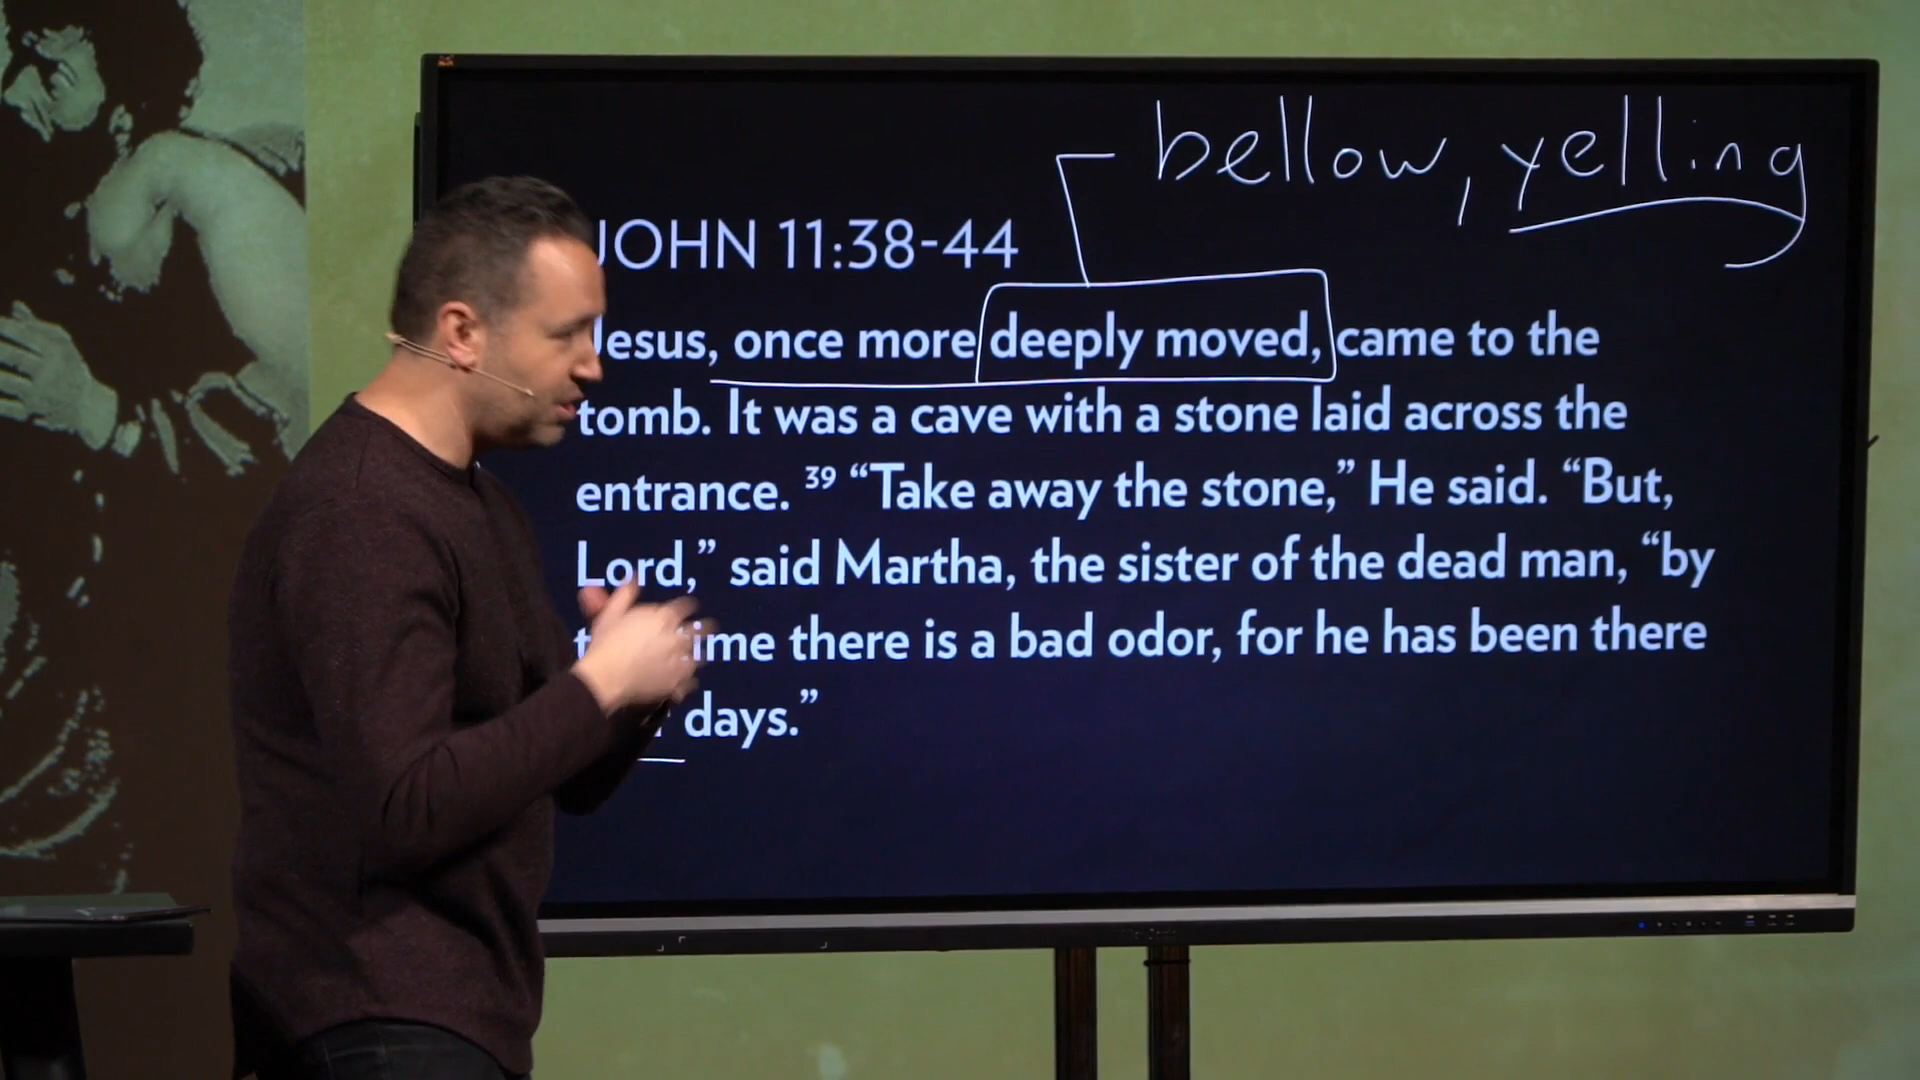 bellow, yelling
JOHN 11:38-44
Jesus, once more deeply moved, came to the
tomb. It was a cave with a stone laid across the
entrance. 39 “Take away the stone,” He said. “But,
Lord,” said Martha, the sister of the dead man, “by
time there is a bad odor, for he has been there
days.”